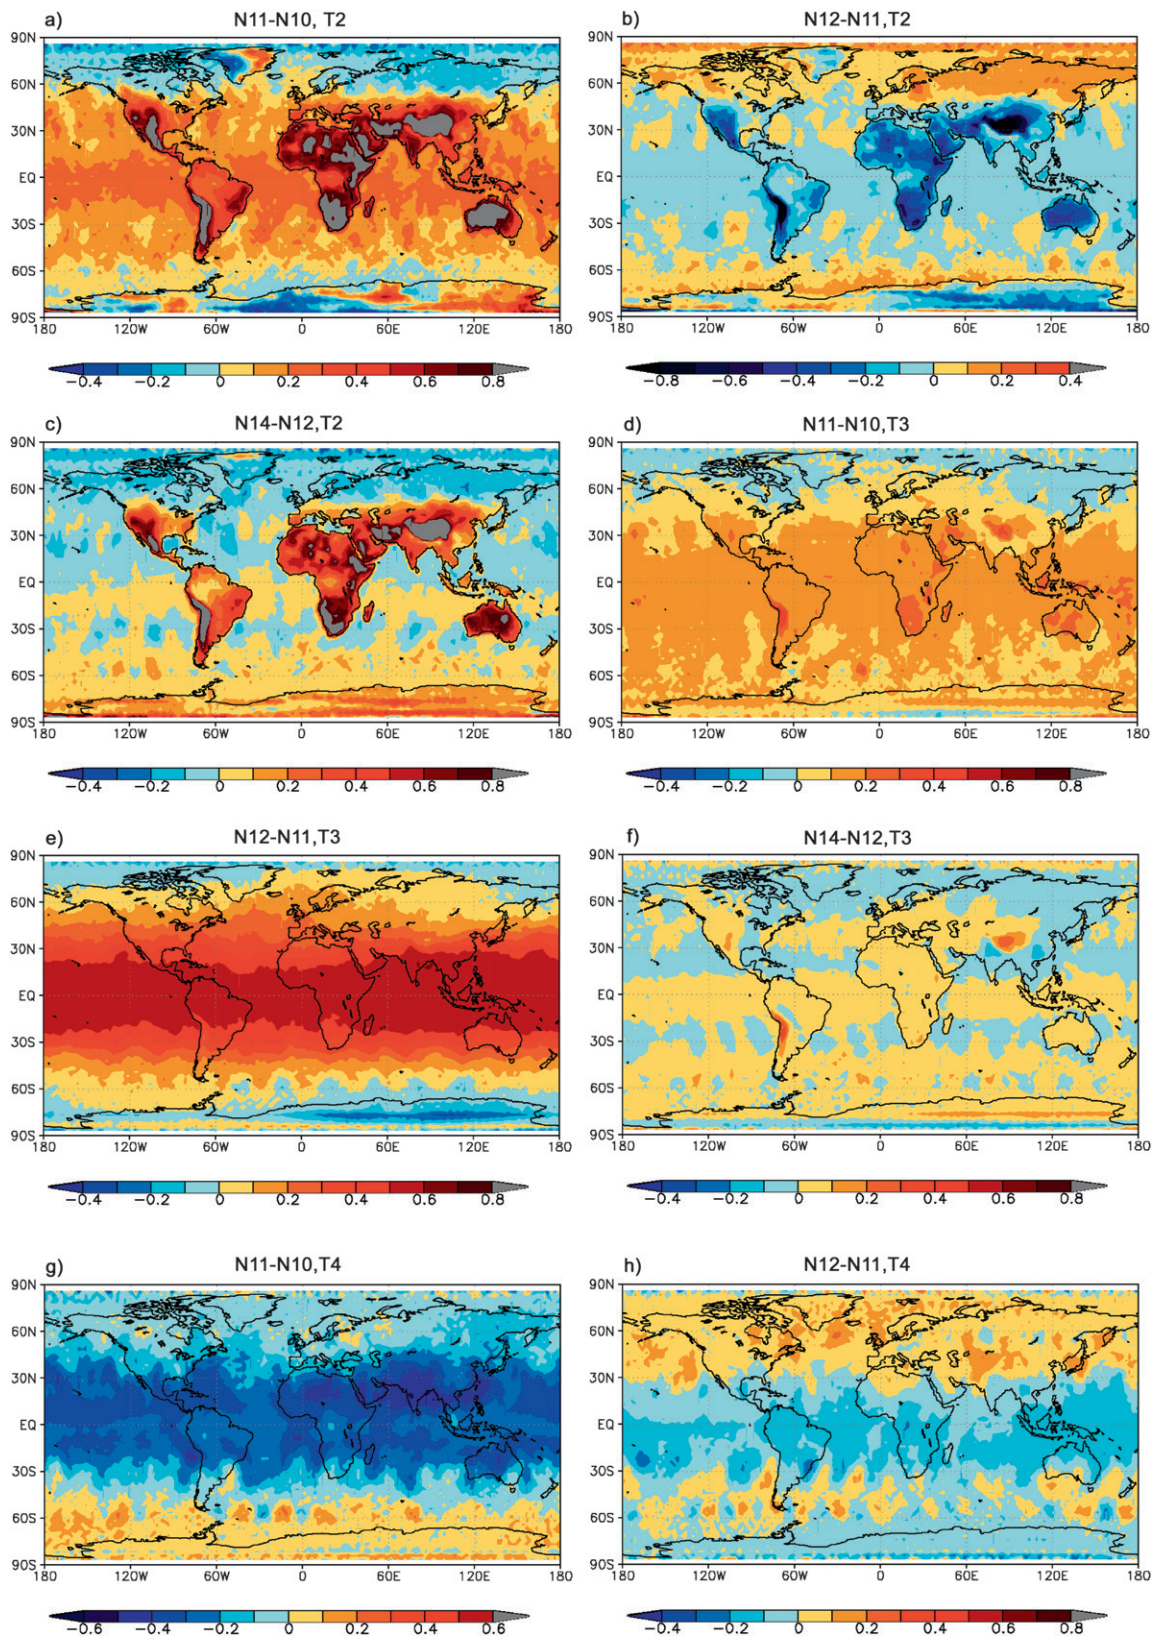 a) N11-N10, T2
90N
60N
30N
EQ
30S
60S
90S
180 120W 60W 0 60E 120E 180
−0.4 −0.2 0 0.2 0.4 0.6 0.8
b) N12-N11,T2
90N
60N
30N
EQ
30S
60S
90S
180 120W 60W 0 60E 120E 180
−0.8 −0.6 −0.4 −0.2 0 0.2 0.4
c) N14-N12,T2
90N
60N
30N
EQ
30S
60S
90S
180 120W 60W 0 60E 120E 180
−0.4 −0.2 0 0.2 0.4 0.6 0.8
d) N11-N10,T3
90N
60N
30N
EQ
30S
60S
90S
180 120W 60W 0 60E 120E 180
−0.4 −0.2 0 0.2 0.4 0.6 0.8
e) N12-N11,T3
90N
60N
30N
EQ
30S
60S
90S
180 120W 60W 0 60E 120E 180
−0.4 −0.2 0 0.2 0.4 0.6 0.8
f) N14-N12,T3
90N
60N
30N
EQ
30S
60S
90S
180 120W 60W 0 60E 120E 180
−0.4 −0.2 0 0.2 0.4 0.6 0.8
g) N11-N10,T4
90N
60N
30N
EQ
30S
60S
90S
180 120W 60W 0 60E 120E 180
−0.6 −0.4 −0.2 0 0.2 0.4 0.6
h) N12-N11,T4
90N
60N
30N
EQ
30S
60S
90S
180 120W 60W 0 60E 120E 180
−0.4 −0.2 0 0.2 0.4 0.6 0.8